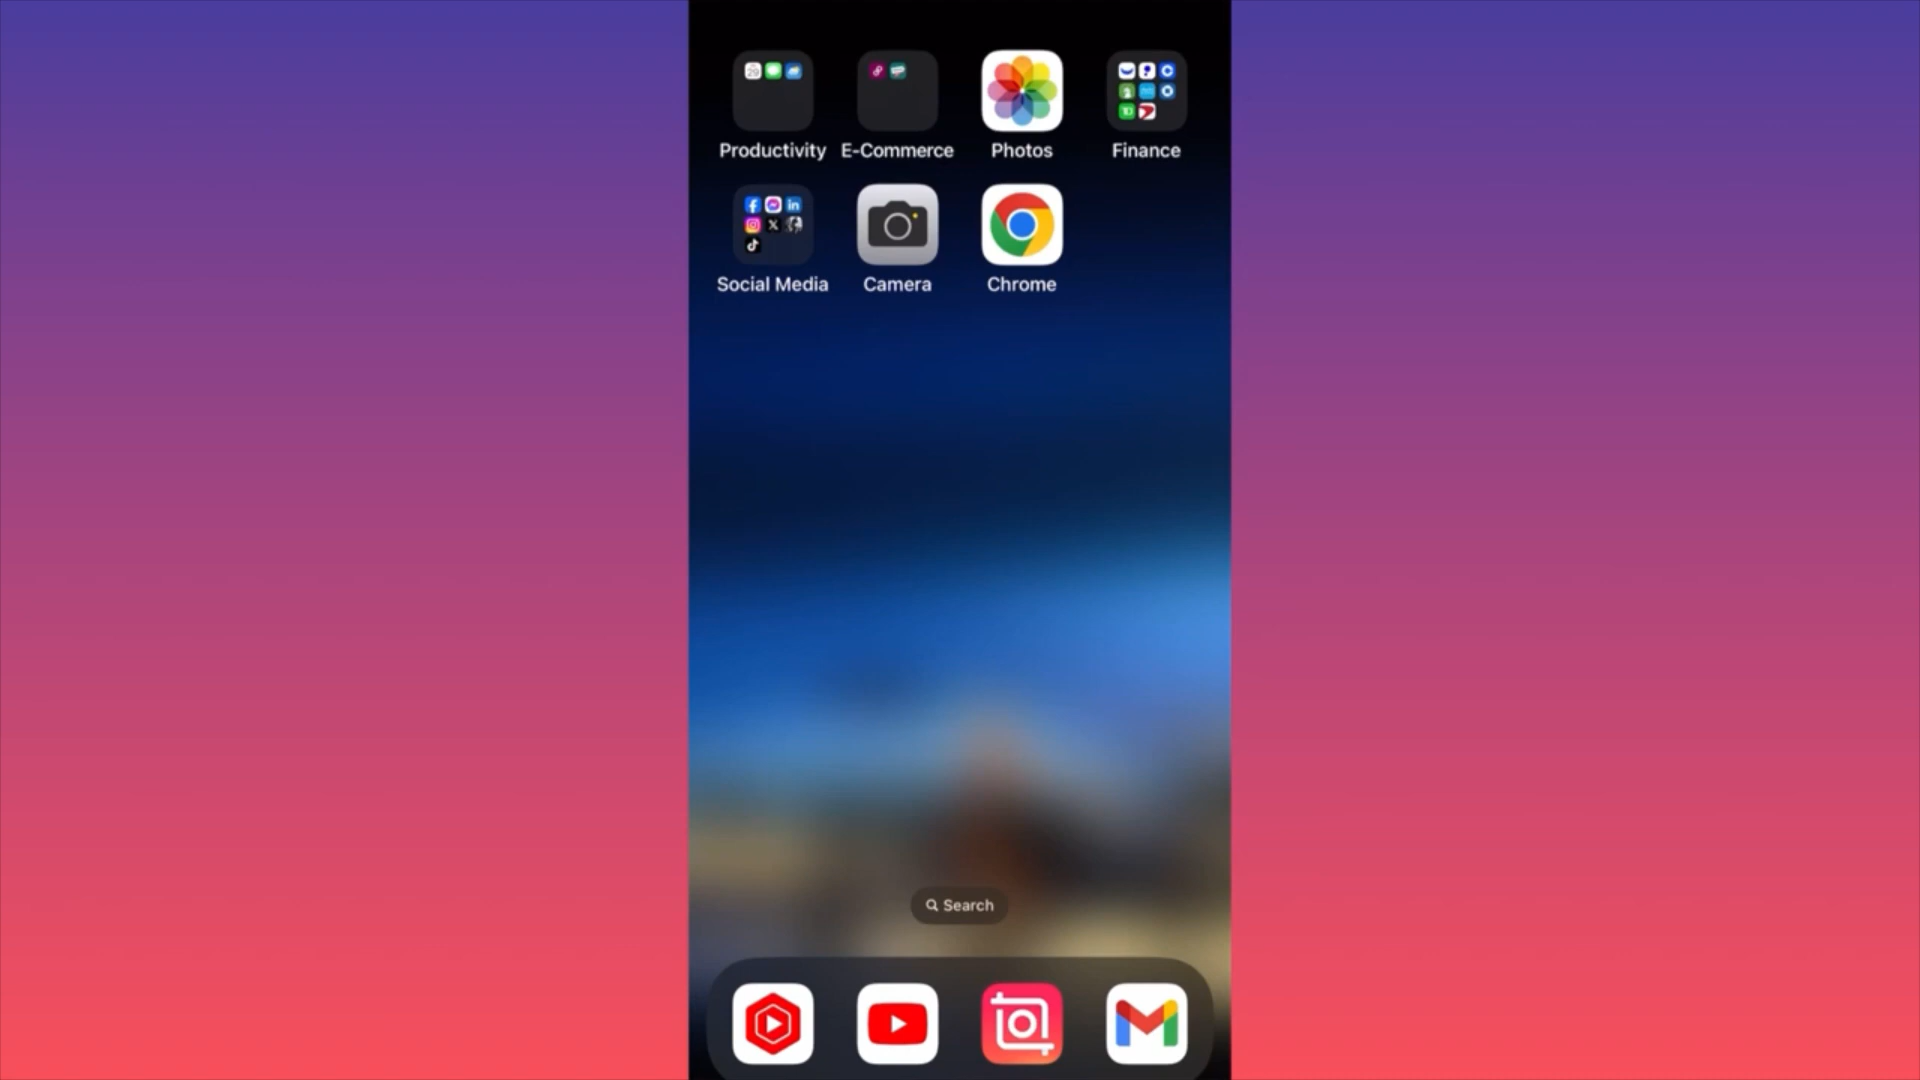 Productivity E-Commerce Photos Finance
Social Media Camera Chrome
Search